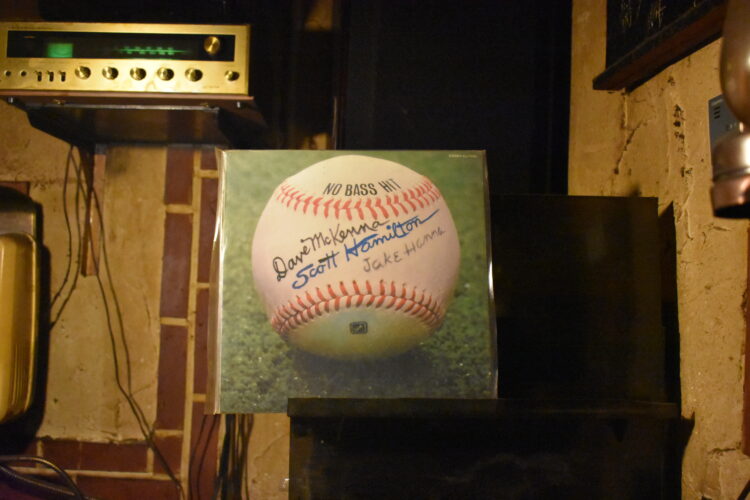 NO BASS HIT
Dave McKenna
Scott Hamilton
Jake Hanna